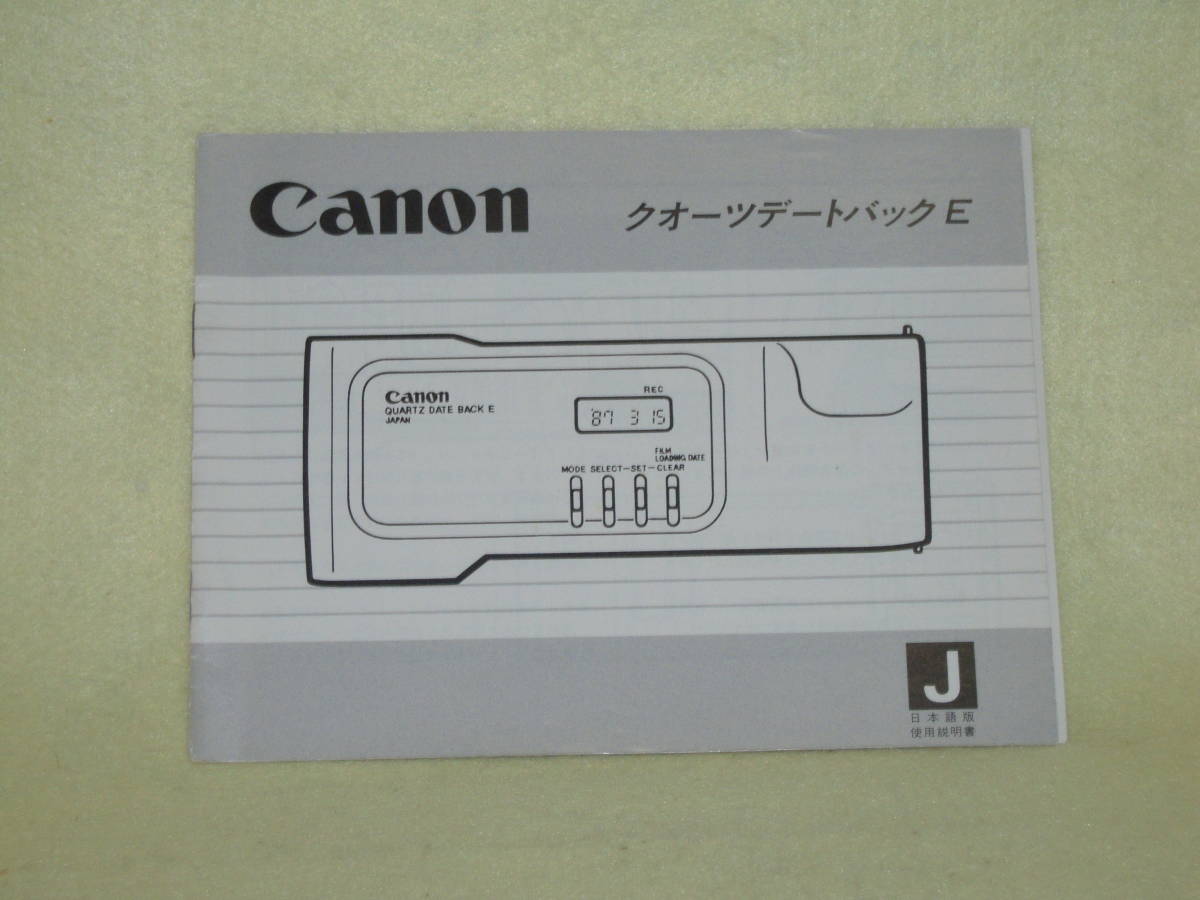 Canon クオーツデートバック E
Canon
QUARTZ DATE BACK E
JAPAN
REC
'87 3 15
FILM
LOADING DATE
MODE SELECT-SET-CLEAR
J
日本語版
使用説明書